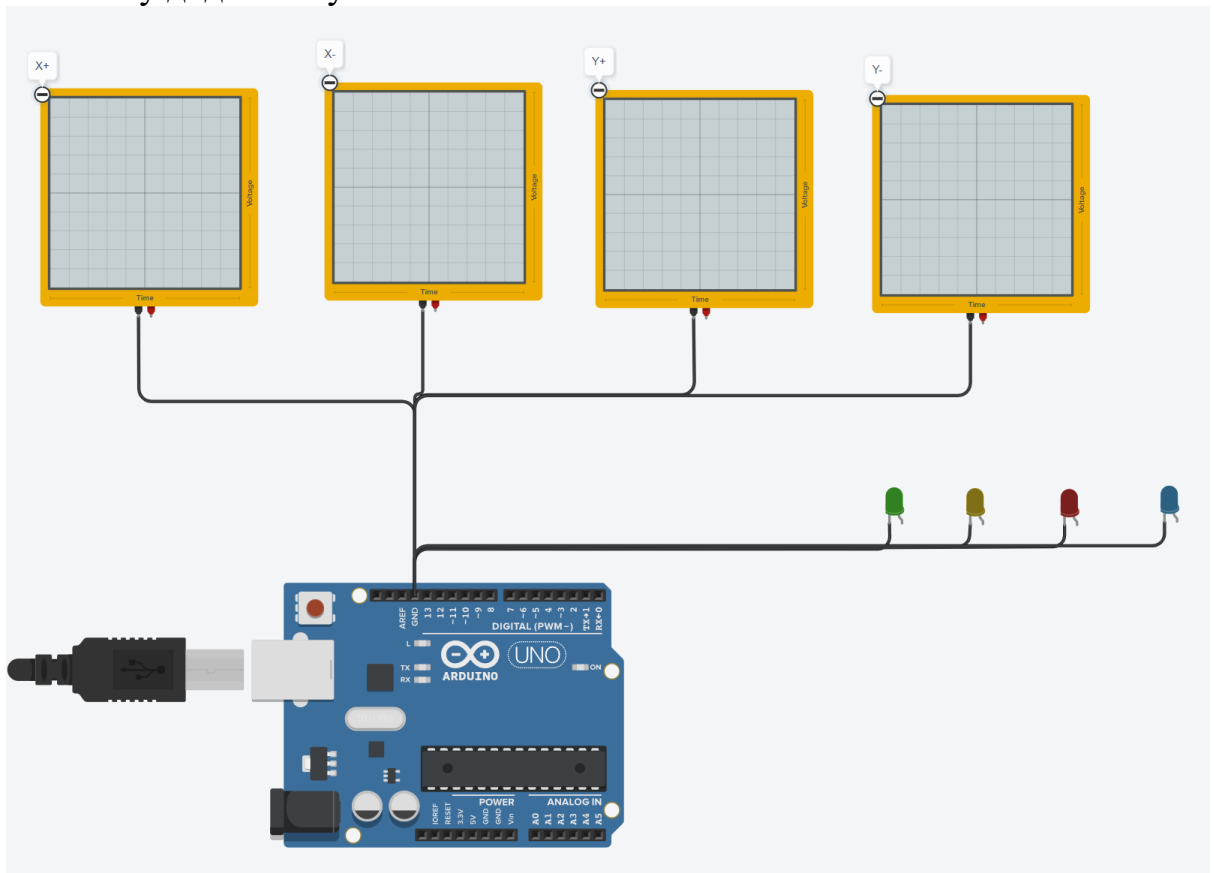 X+
X-
Y+
Y-
Voltage
Voltage
Voltage
Voltage
Time
Time
Time
Time
AREF
GND
13
12
~11
~10
~9
8
7
~6
~5
4
~3
2
TX→1
RX←0
DIGITAL (PWM~)
L
TX
RX
ARDUINO
UNO
ON
POWER
ANALOG IN
IOREF
RESET
3.3V
5V
GND
GND
Vin
A0
A1
A2
A3
A4
A5